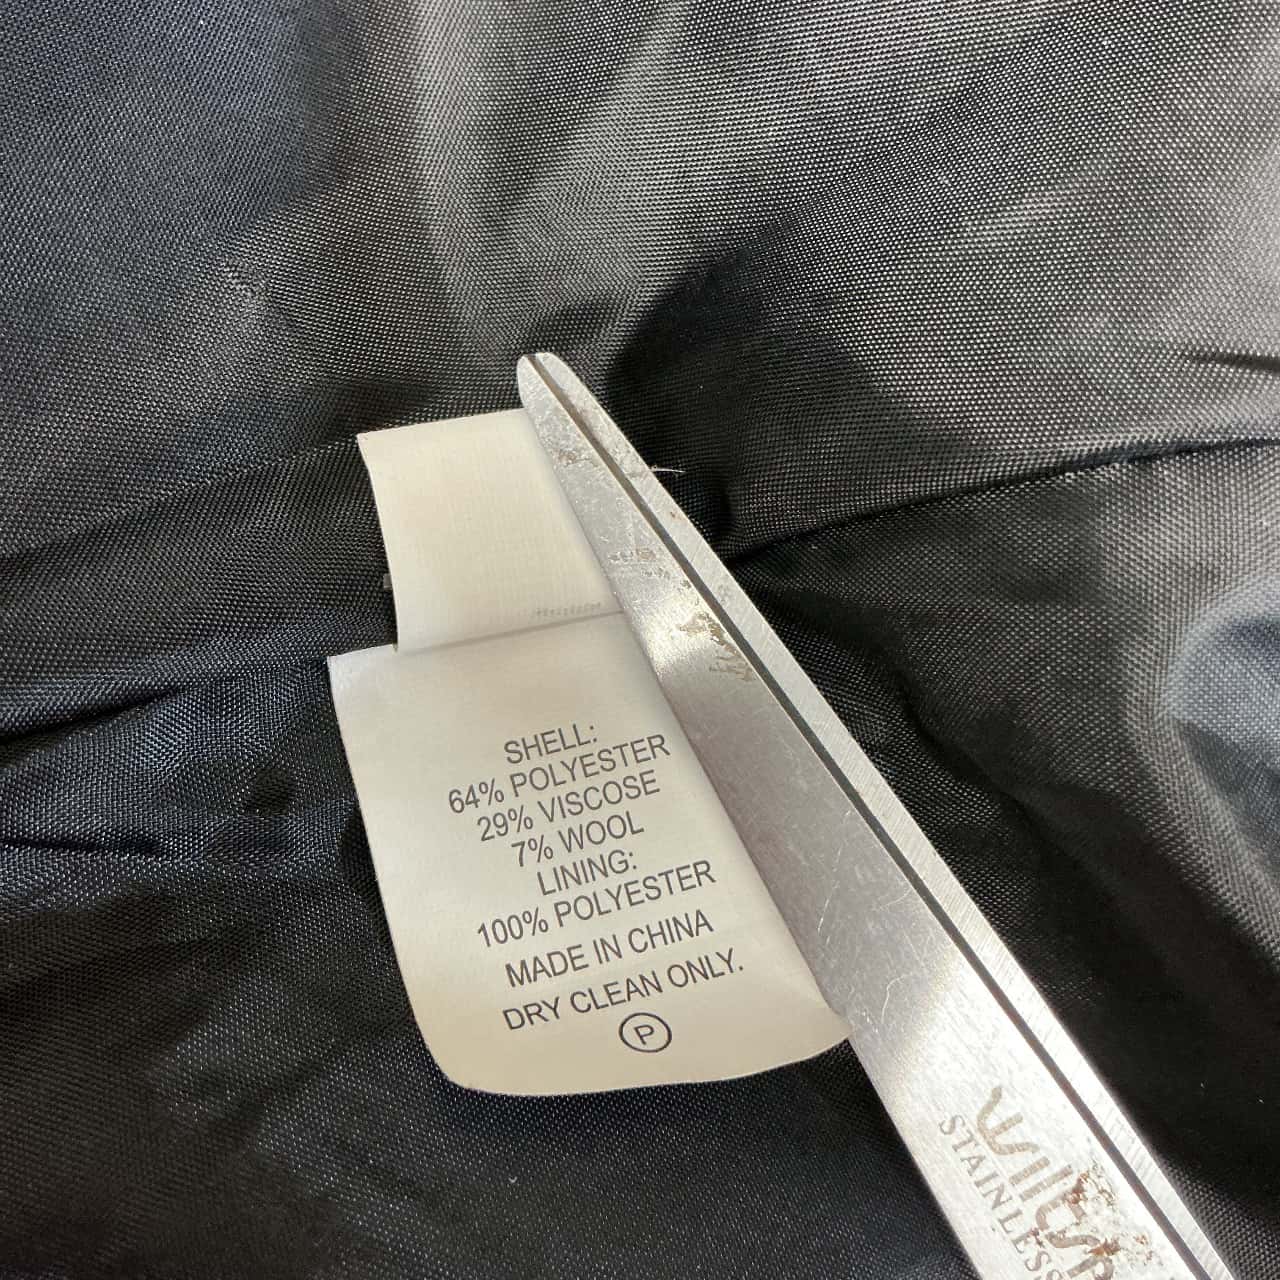 SHELL:
64% POLYESTER
29% VISCOSE
7% WOOL
LINING:
100% POLYESTER
MADE IN CHINA
DRY CLEAN ONLY.
P
STAINLESS